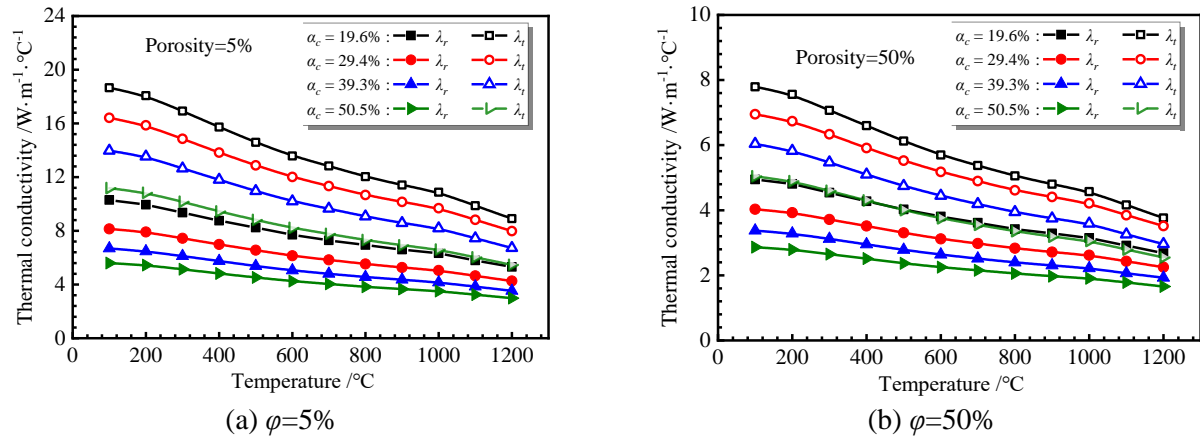 24
20
16
12
8
4
0
Thermal conductivity /W·m⁻¹·°C⁻¹
Porosity=5%
α_c = 19.6% : λ_r λ_t
α_c = 29.4% : λ_r λ_t
α_c = 39.3% : λ_r λ_t
α_c = 50.5% : λ_r λ_t
0 200 400 600 800 1000 1200
Temperature /°C
(a) φ=5%
10
8
6
4
2
0
Thermal conductivity /W·m⁻¹·°C⁻¹
Porosity=50%
α_c = 19.6% : λ_r λ_t
α_c = 29.4% : λ_r λ_t
α_c = 39.3% : λ_r λ_t
α_c = 50.5% : λ_r λ_t
0 200 400 600 800 1000 1200
Temperature /°C
(b) φ=50%